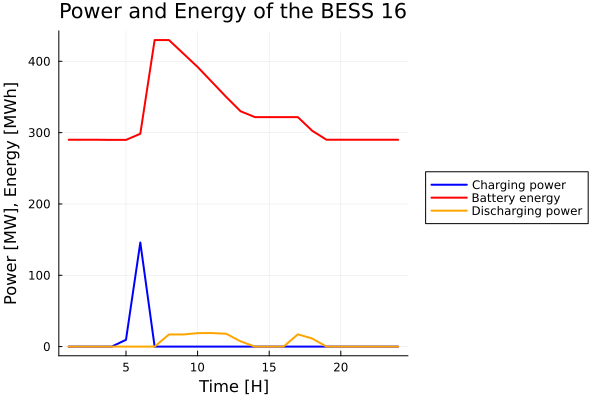 Power and Energy of the BESS 16
Power [MW], Energy [MWh]
400
300
200
100
0
5
10
15
20
Time [H]
Charging power
Battery energy
Discharging power